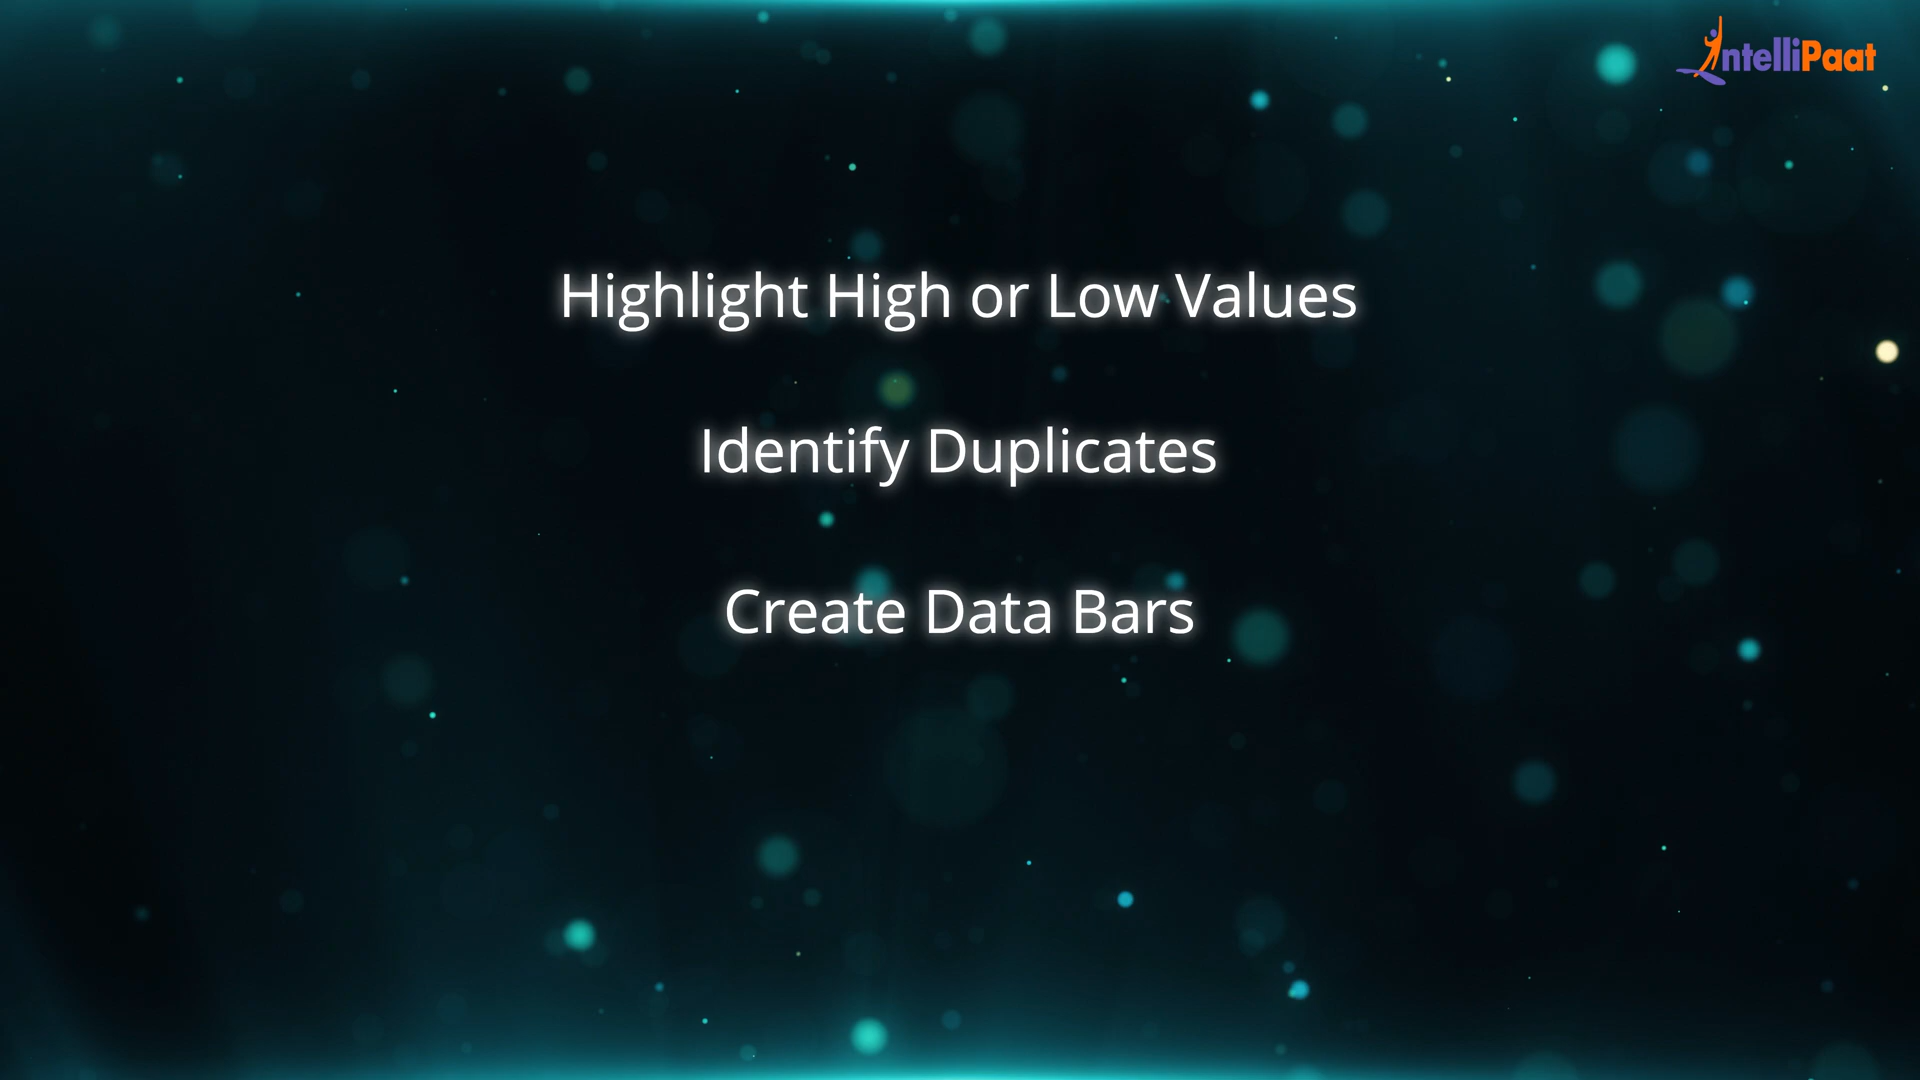 IntelliPaat
Highlight High or Low Values
Identify Duplicates
Create Data Bars